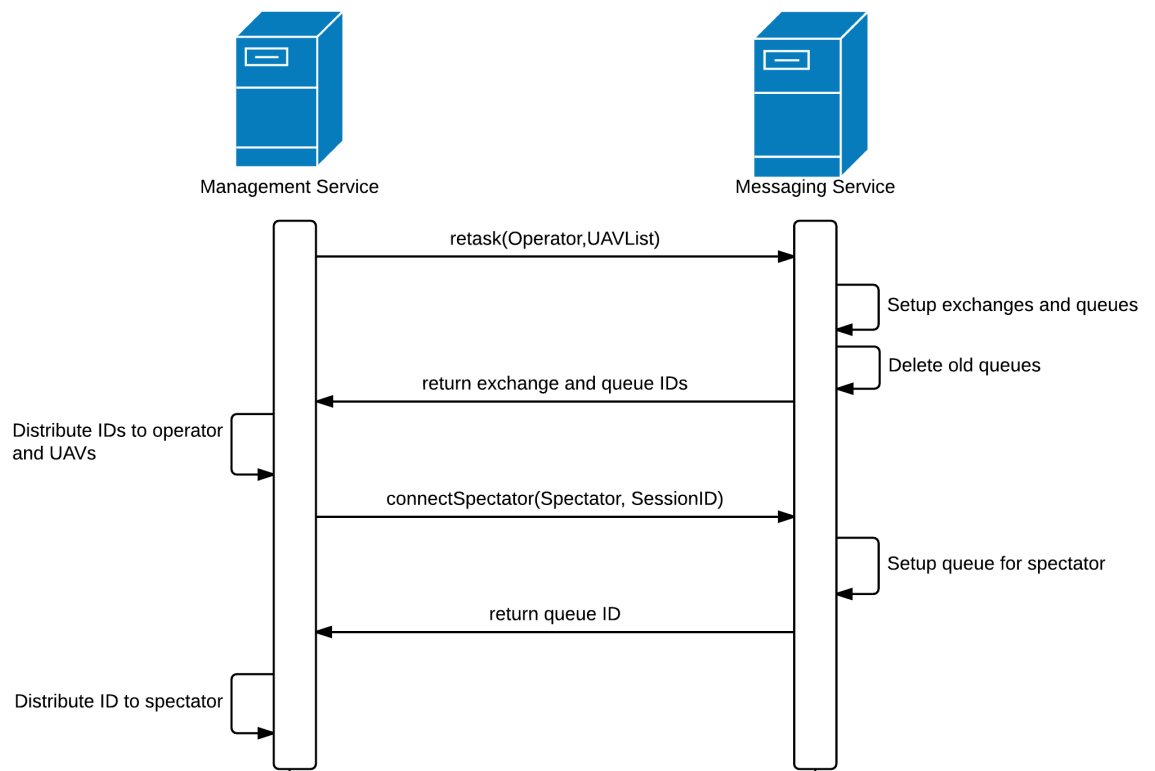 Management Service
Messaging Service
retask(Operator,UAVList)
Setup exchanges and queues
Delete old queues
return exchange and queue IDs
Distribute IDs to operator
and UAVs
connectSpectator(Spectator, SessionID)
Setup queue for spectator
return queue ID
Distribute ID to spectator